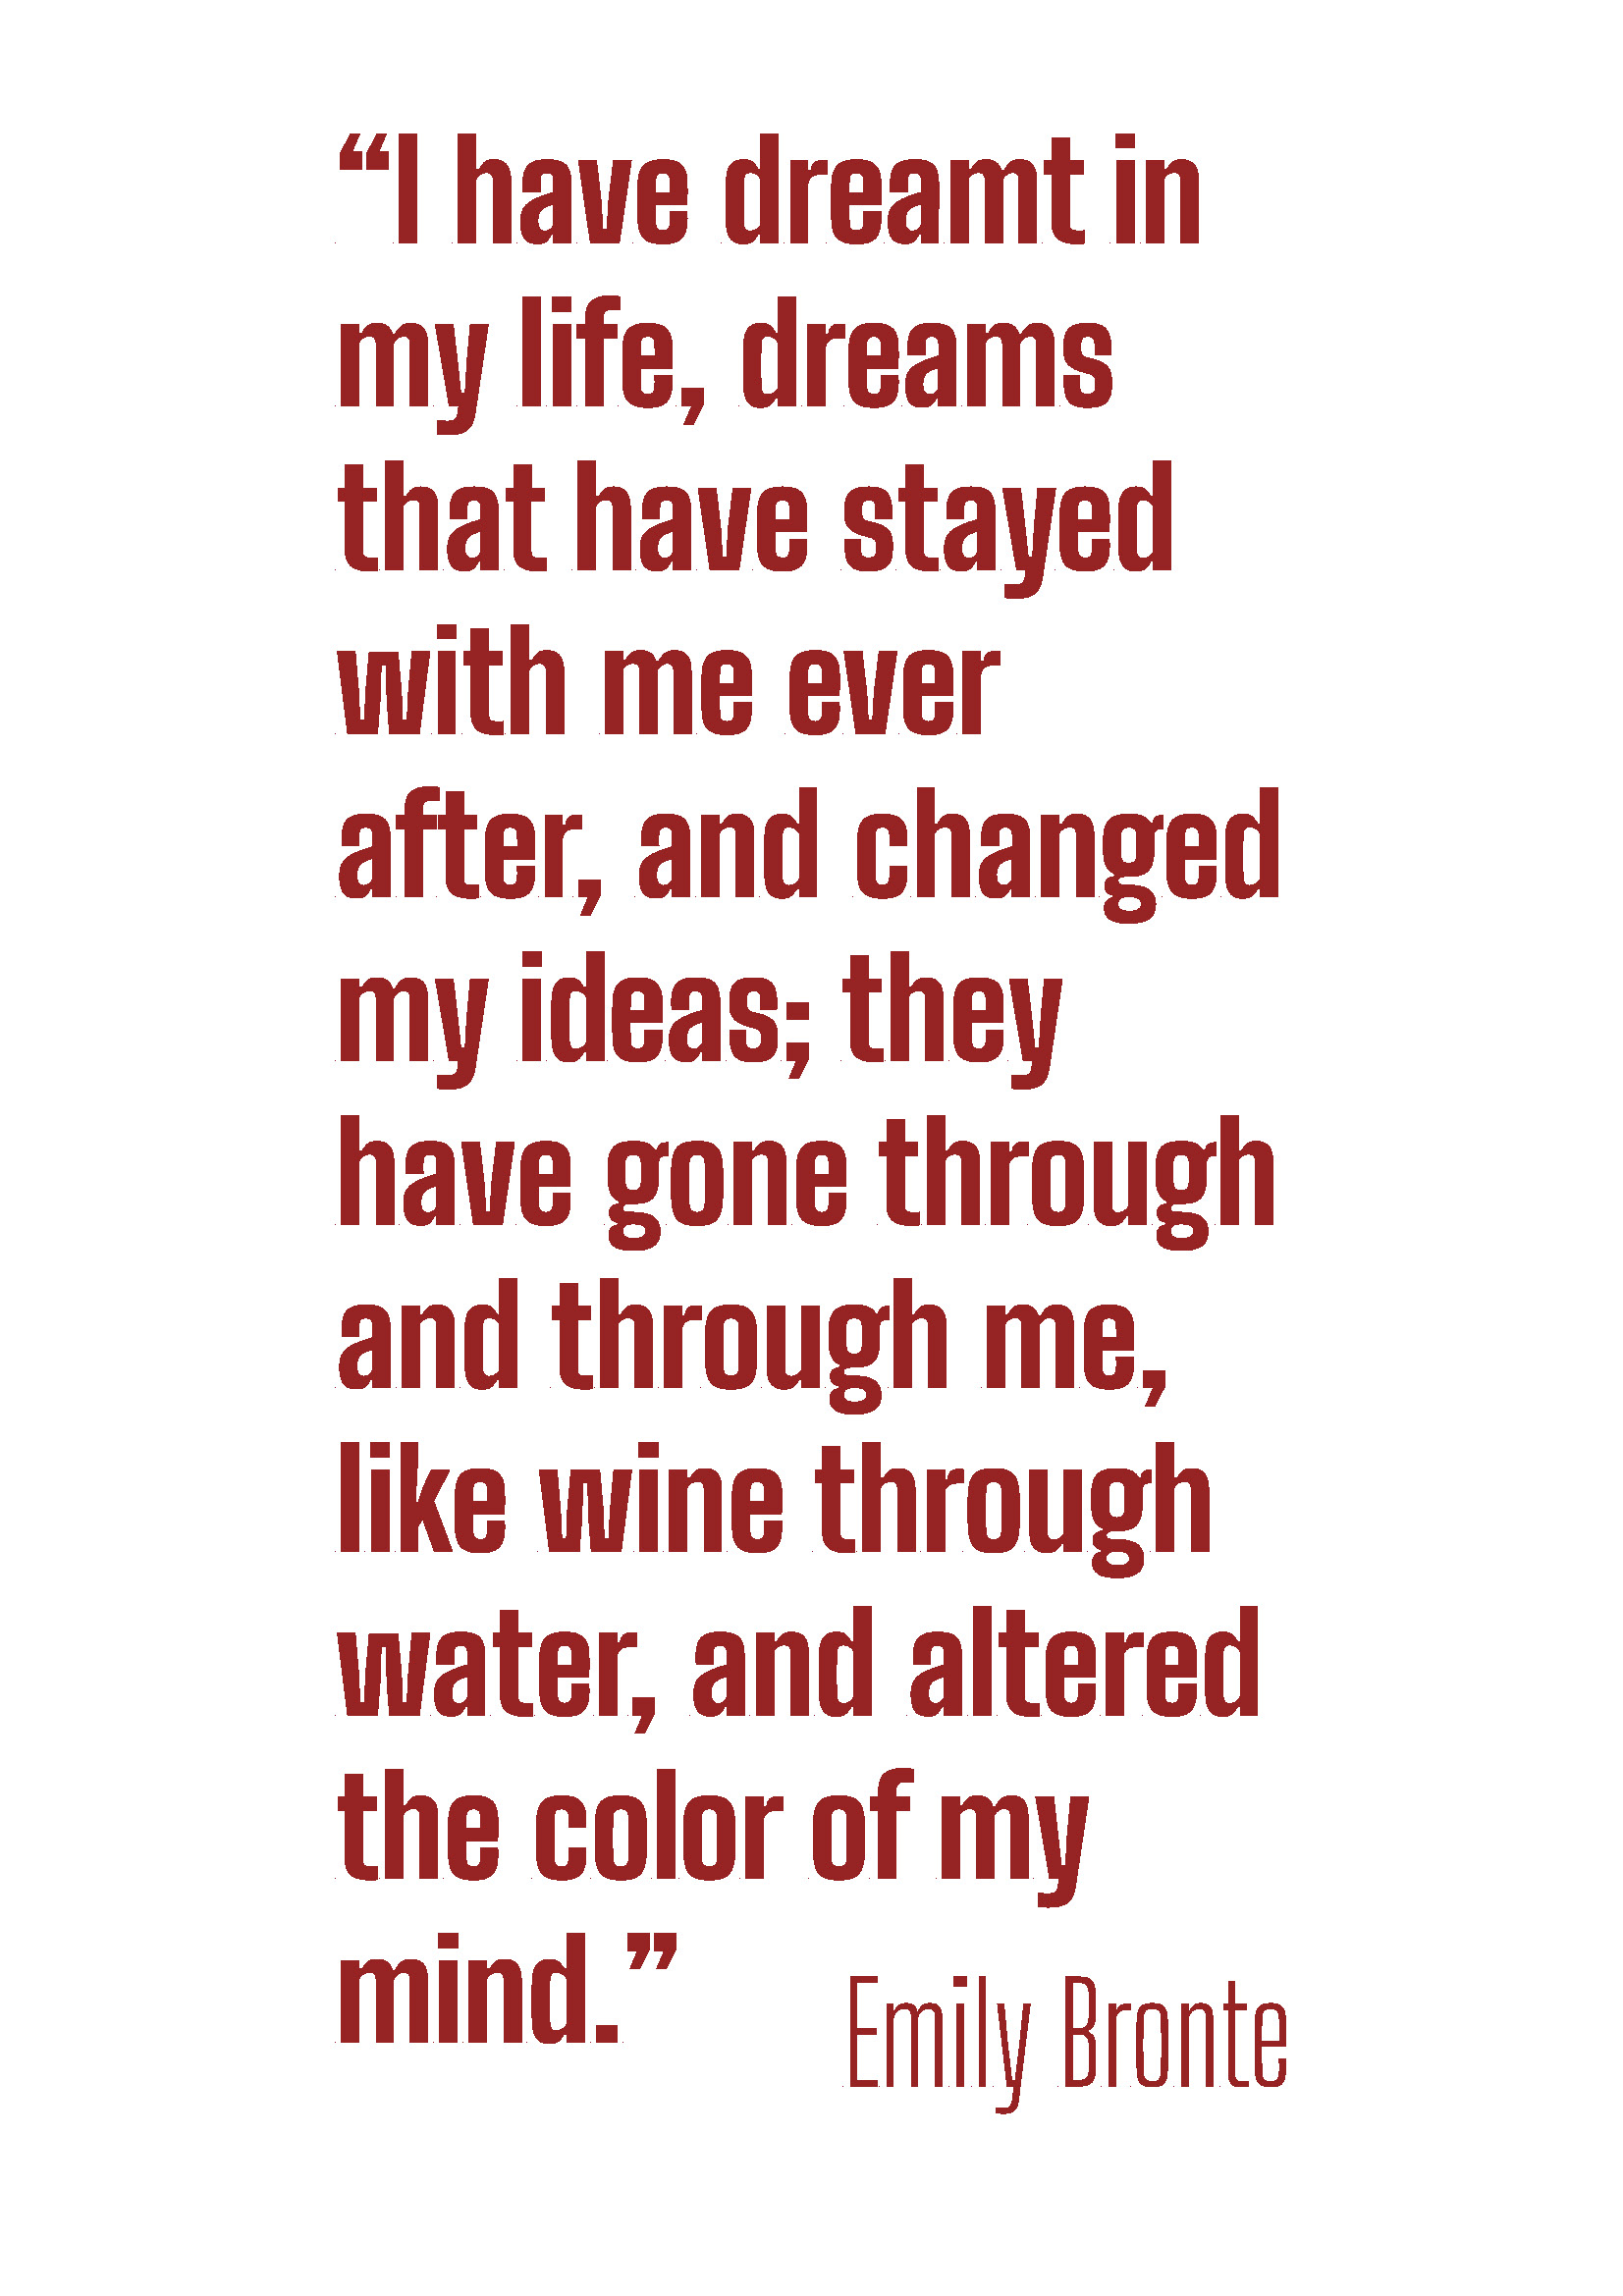 “I have dreamt in
my life, dreams
that have stayed
with me ever
after, and changed
my ideas; they
have gone through
and through me,
like wine through
water, and altered
the color of my
mind.”
Emily Bronte